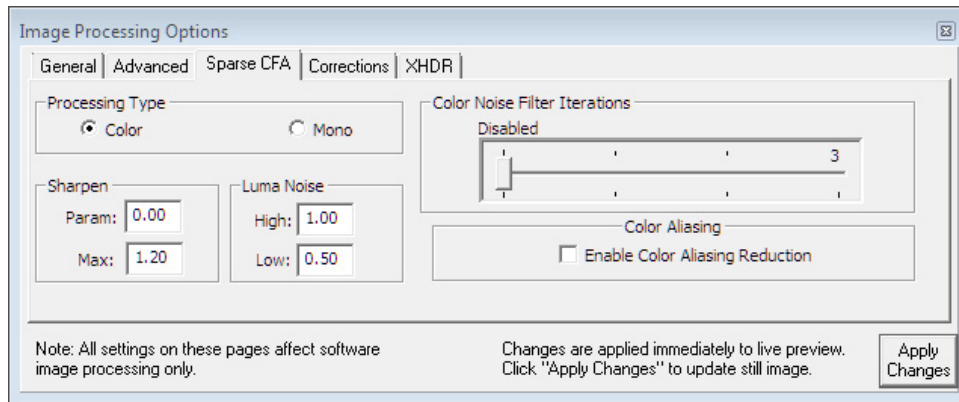 Image Processing Options
General Advanced Sparse CFA Corrections XHDR
Processing Type
Color Mono
Sharpen
Param: 0.00
Max: 1.20
Luma Noise
High: 1.00
Low: 0.50
Color Noise Filter Iterations
Disabled
3
Color Aliasing
Enable Color Aliasing Reduction
Note: All settings on these pages affect software
image processing only.
Changes are applied immediately to live preview.
Click "Apply Changes" to update still image.
Apply
Changes